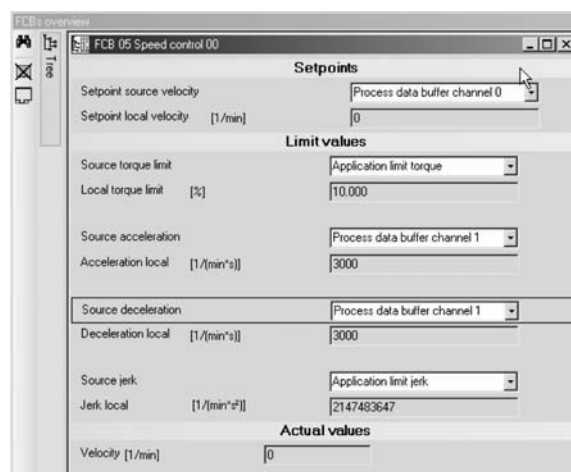 FCBs overview
Tree
FCB 05 Speed control 00
Setpoints
Setpoint source velocity Process data buffer channel 0
Setpoint local velocity [1/min] 0
Limit values
Source torque limit Application limit torque
Local torque limit [%] 10.000
Source acceleration Process data buffer channel 1
Acceleration local [1/(min*s)] 3000
Source deceleration Process data buffer channel 1
Deceleration local [1/(min*s)] 3000
Source jerk Application limit jerk
Jerk local [1/(min*s²)] 2147483647
Actual values
Velocity [1/min] 0